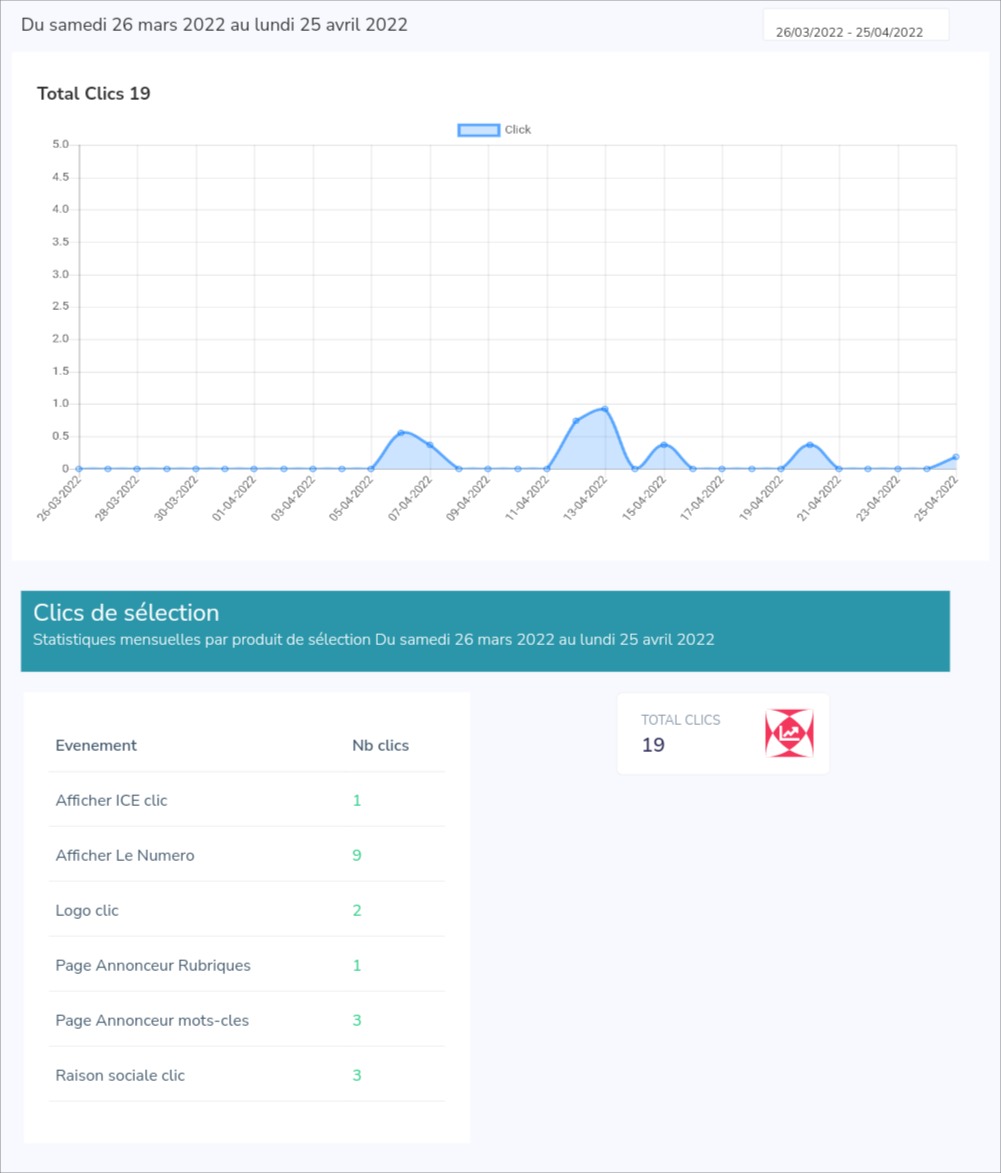 Du samedi 26 mars 2022 au lundi 25 avril 2022
26/03/2022 - 25/04/2022
Total Clics 19
Click
5.0
4.5
4.0
3.5
3.0
2.5
2.0
1.5
1.0
0.5
0
26-03-2022 28-03-2022 30-03-2022 01-04-2022 03-04-2022 05-04-2022 07-04-2022 09-04-2022 11-04-2022 13-04-2022 15-04-2022 17-04-2022 19-04-2022 21-04-2022 23-04-2022 25-04-2022
Clics de sélection
Statistiques mensuelles par produit de sélection Du samedi 26 mars 2022 au lundi 25 avril 2022
Evenement Nb clics
Afficher ICE clic 1
Afficher Le Numero 9
Logo clic 2
Page Annonceur Rubriques 1
Page Annonceur mots-cles 3
Raison sociale clic 3
TOTAL CLICS
19